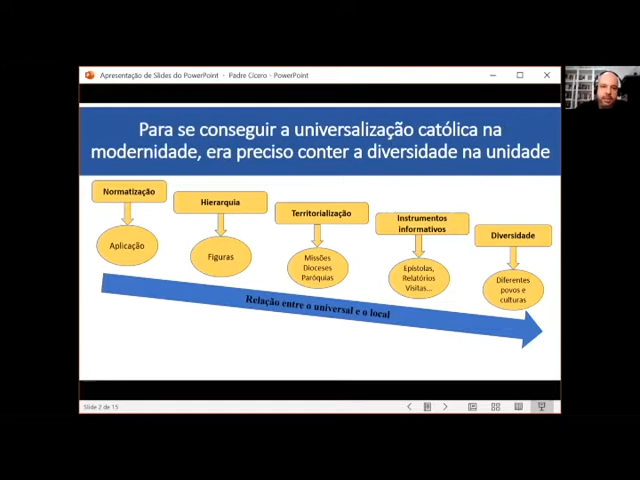 Apresentação de Slides do PowerPoint - Padre Cícero - PowerPoint
Para se conseguir a universalização católica na
modernidade, era preciso conter a diversidade na unidade
Normatização
Aplicação
Hierarquia
Figuras
Territorialização
Missões
Dioceses
Paróquias
Instrumentos
informativos
Epístolas,
Relatórios
Visitas...
Diversidade
Diferentes
povos e
culturas
Relação entre o universal e o local
Slide 2 de 15